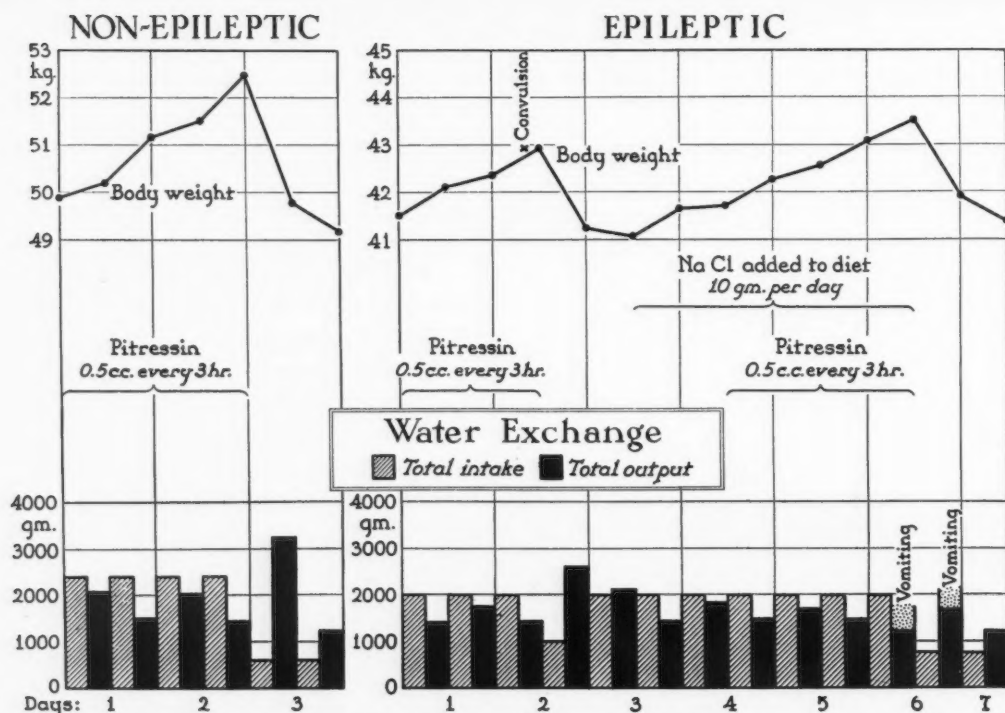 NON-EPILEPTIC
53
kg.
52
51
50
49
Body weight
Pitressin
0.5 c.c. every 3 hr.
EPILEPTIC
45
kg.
44
43
42
41
Convulsion
Body weight
Na Cl added to diet
10 gm. per day
Pitressin
0.5 c.c. every 3 hr.
Pitressin
0.5 c.c. every 3 hr.
Water Exchange
Total intake
Total output
4000
gm.
3000
2000
1000
0
4000
gm.
3000
2000
1000
0
Vomiting
Vomiting
Days: 1 2 3
1 2 3 4 5 6 7